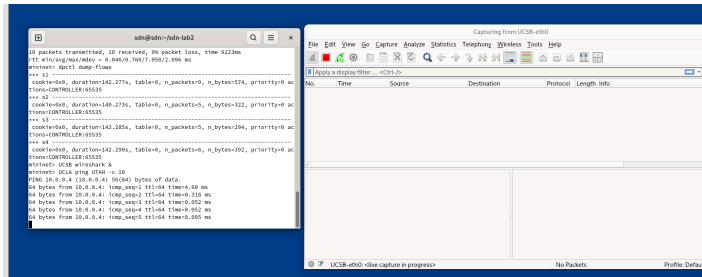 sdn@sdn:~/sdn-lab2
10 packets transmitted, 10 received, 0% packet loss, time 9223ms
rtt min/avg/max/mdev = 0.046/0.760/7.050/2.096 ms
mininet> dpctl dump-flows
*** s1 ------------------------------------------------------------------------
cookie=0x0, duration=142.277s, table=0, n_packets=9, n_bytes=574, priority=0 ac
tions=CONTROLLER:65535
*** s2 ------------------------------------------------------------------------
cookie=0x0, duration=140.273s, table=0, n_packets=5, n_bytes=322, priority=0 ac
tions=CONTROLLER:65535
*** s3 ------------------------------------------------------------------------
cookie=0x0, duration=142.285s, table=0, n_packets=5, n_bytes=294, priority=0 ac
tions=CONTROLLER:65535
*** s4 ------------------------------------------------------------------------
cookie=0x0, duration=142.290s, table=0, n_packets=6, n_bytes=392, priority=0 ac
tions=CONTROLLER:65535
mininet> UCSB wireshark &
mininet> UCLA ping UTAH -c 10
PING 10.0.0.4 (10.0.0.4) 56(84) bytes of data.
64 bytes from 10.0.0.4: icmp_seq=1 ttl=64 time=4.60 ms
64 bytes from 10.0.0.4: icmp_seq=2 ttl=64 time=0.316 ms
64 bytes from 10.0.0.4: icmp_seq=3 ttl=64 time=0.052 ms
64 bytes from 10.0.0.4: icmp_seq=4 ttl=64 time=0.052 ms
64 bytes from 10.0.0.4: icmp_seq=5 ttl=64 time=0.095 ms
Capturing from UCSB-eth0
File Edit View Go Capture Analyze Statistics Telephony Wireless Tools Help
Apply a display filter ... <Ctrl-/>
No. Time Source Destination Protocol Length Info
UCSB-eth0: <live capture in progress> No Packets Profile: Defau